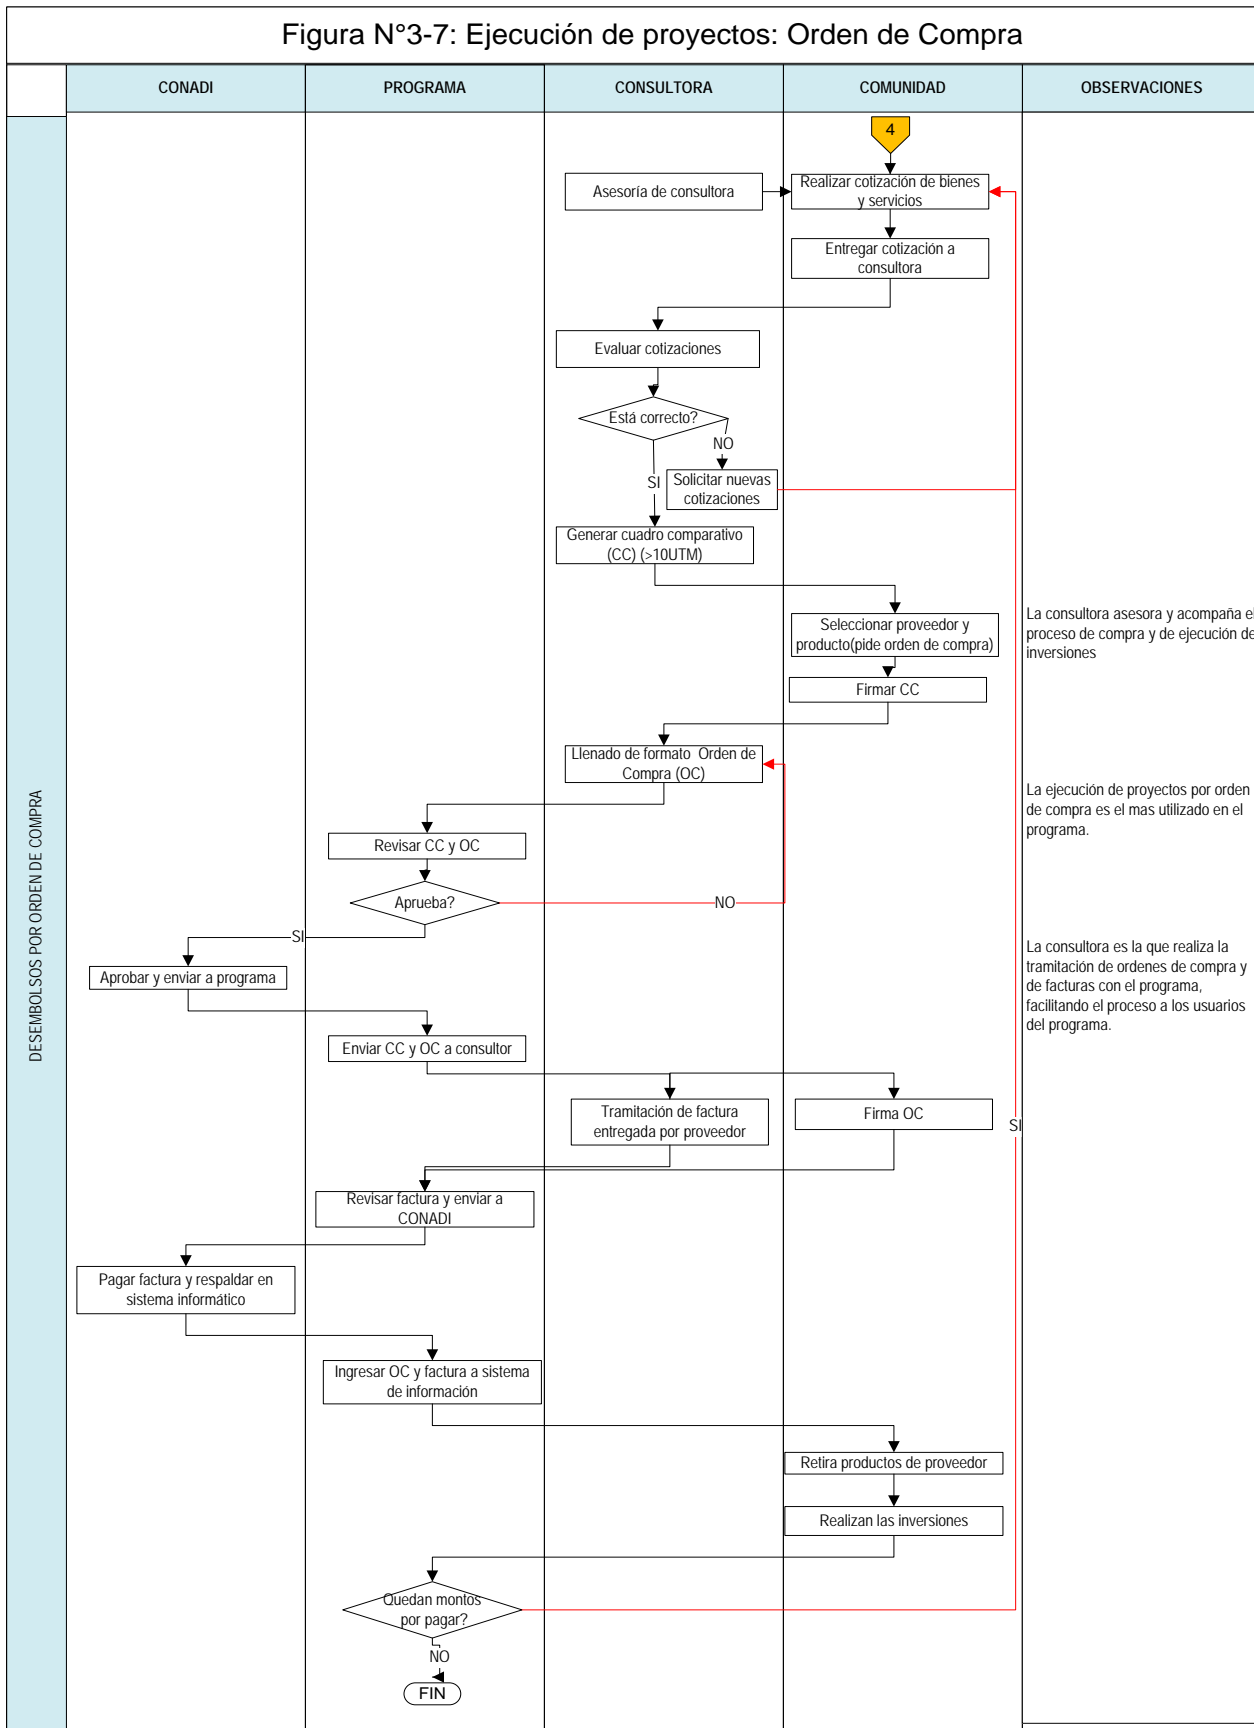 Figura N°3-7: Ejecución de proyectos: Orden de Compra
CONADI
PROGRAMA
CONSULTORA
COMUNIDAD
OBSERVACIONES
DESEMBOLSOS POR ORDEN DE COMPRA
4
Asesoría de consultora
Realizar cotización de bienes
y servicios
Entregar cotización a
consultora
Evaluar cotizaciones
Está correcto?
NO
SI
Solicitar nuevas
cotizaciones
Generar cuadro comparativo
(CC) (>10UTM)
Seleccionar proveedor y
producto(pide orden de compra)
La consultora asesora y acompaña el
proceso de compra y de ejecución de
inversiones
Firmar CC
Llenado de formato Orden de
Compra (OC)
La ejecución de proyectos por orden
de compra es el mas utilizado en el
programa.
Revisar CC y OC
Aprueba?
NO
SI
Aprobar y enviar a programa
La consultora es la que realiza la
tramitación de ordenes de compra y
de facturas con el programa,
facilitando el proceso a los usuarios
del programa.
Enviar CC y OC a consultor
Tramitación de factura
entregada por proveedor
Firma OC
SI
Revisar factura y enviar a
CONADI
Pagar factura y respaldar en
sistema informático
Ingresar OC y factura a sistema
de información
Retira productos de proveedor
Realizan las inversiones
Quedan montos
por pagar?
NO
FIN